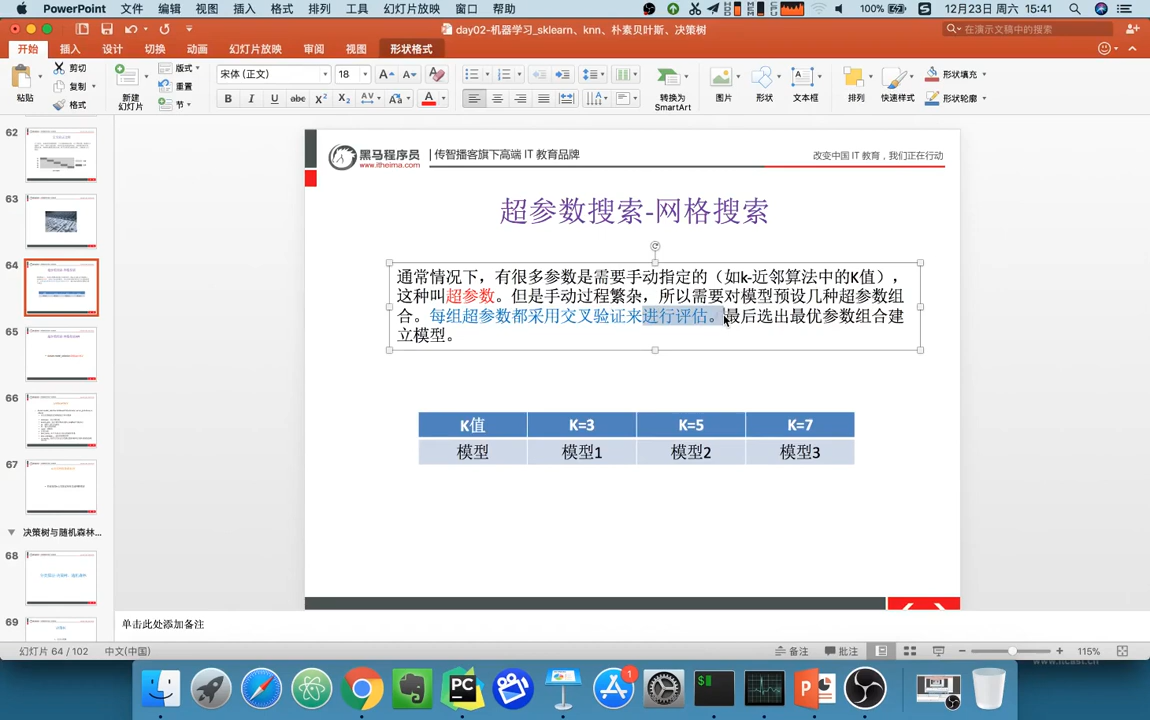 PowerPoint 文件 编辑 视图 插入 格式 排列 工具 幻灯片放映 窗口 帮助 100% 12月23日 周六 15:41
day02-机器学习_sklearn、knn、朴素贝叶斯、决策树
在演示文稿中的搜索
开始 插入 设计 切换 动画 幻灯片放映 审阅 视图 形状格式
粘贴 剪切 复制 格式 新建幻灯片 版式 重置 节
宋体 (正文) 18
B I U abc X² X₂ AV Aa A
转换为 SmartArt 图片 形状 文本框 排列 快速样式 形状填充 形状轮廓
62
63
64
65
66
67
决策树与随机森林...
68
69
黑马程序员 | 传智播客旗下高端 IT 教育品牌
www.itheima.com
改变中国 IT 教育，我们正在行动
超参数搜索-网格搜索
通常情况下，有很多参数是需要手动指定的（如k-近邻算法中的K值），
这种叫超参数。但是手动过程繁杂，所以需要对模型预设几种超参数组
合。每组超参数都采用交叉验证来进行评估。最后选出最优参数组合建
立模型。
K值 K=3 K=5 K=7
模型 模型1 模型2 模型3
单击此处添加备注
幻灯片 64 / 102 中文(中国) 备注 批注 115%
www.itcast.cn
PC
1
$
P